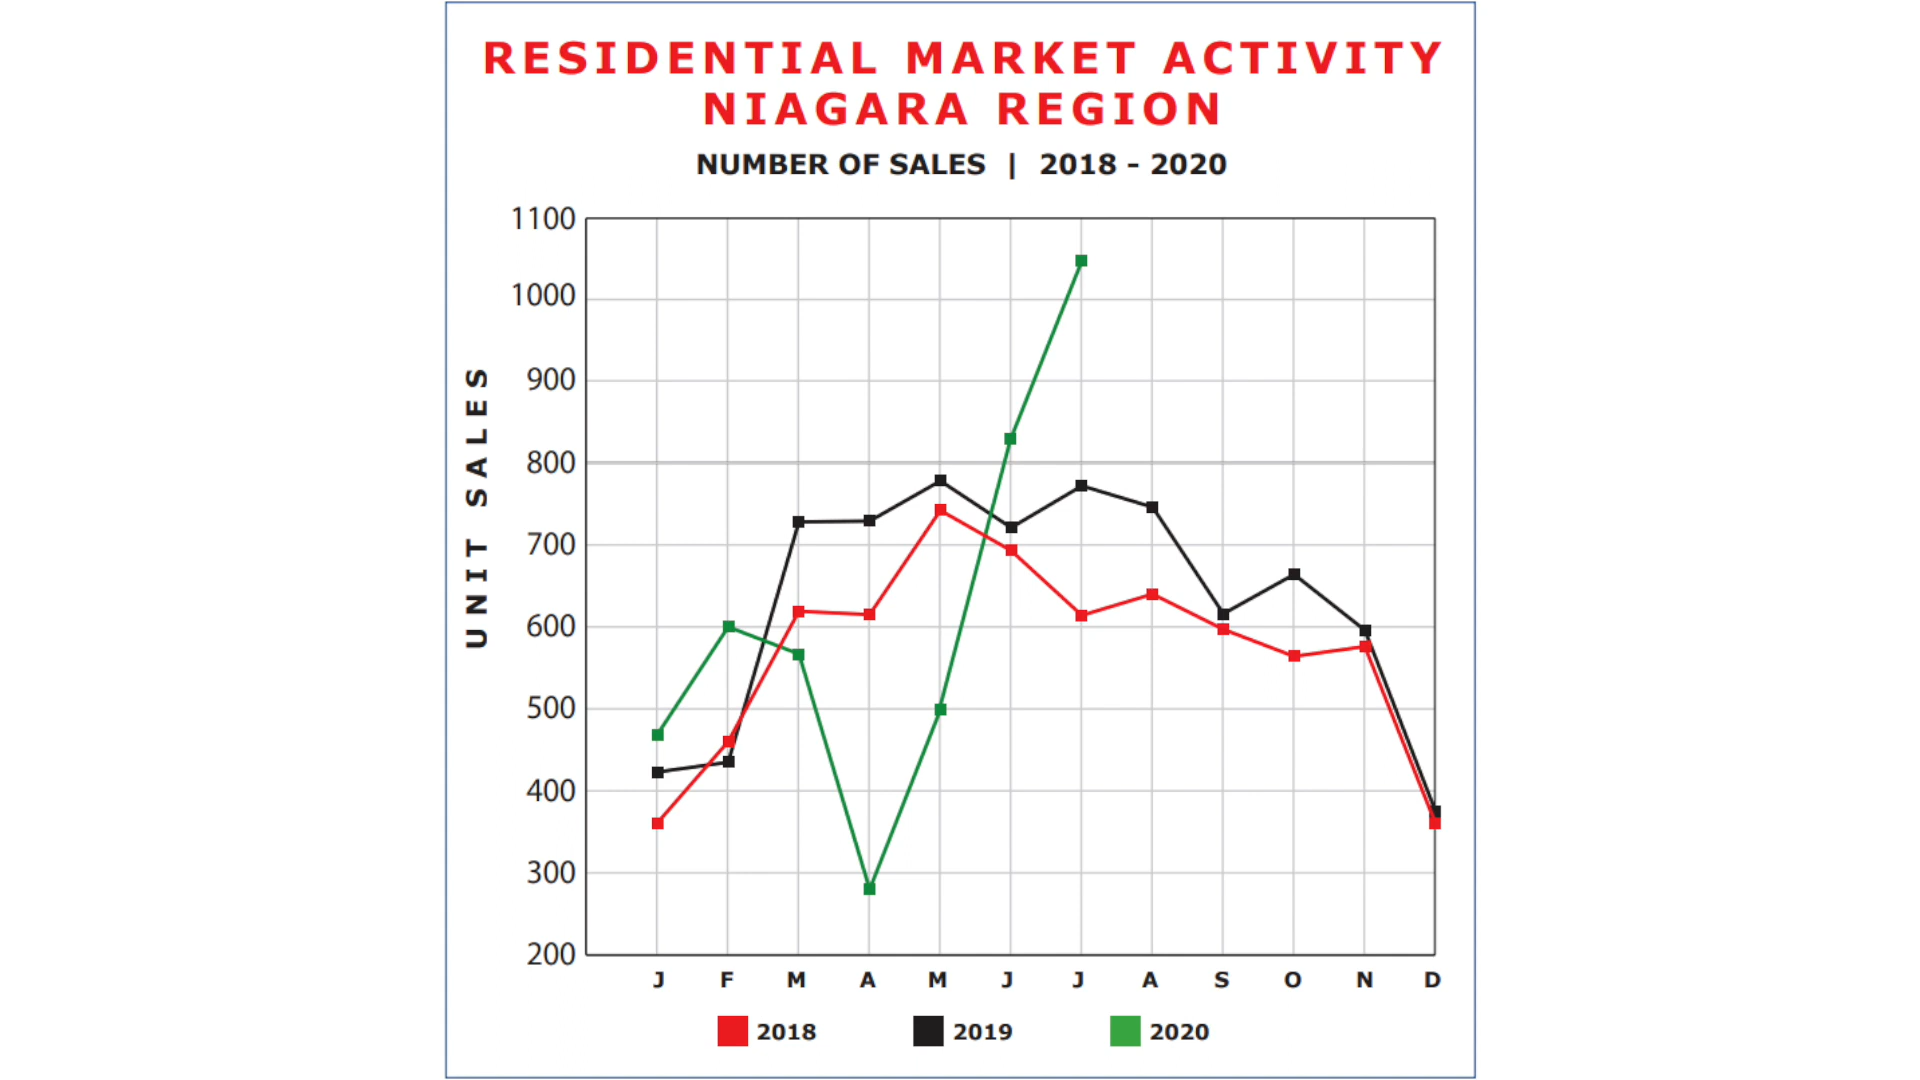 RESIDENTIAL MARKET ACTIVITY
NIAGARA REGION
NUMBER OF SALES | 2018 - 2020
UNIT SALES
1100
1000
900
800
700
600
500
400
300
200
J F M A M J J A S O N D
2018 2019 2020